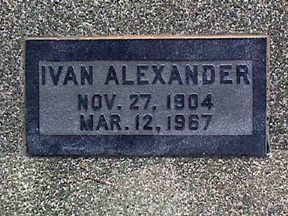 IVAN ALEXANDER
NOV. 27, 1904
MAR. 12, 1967